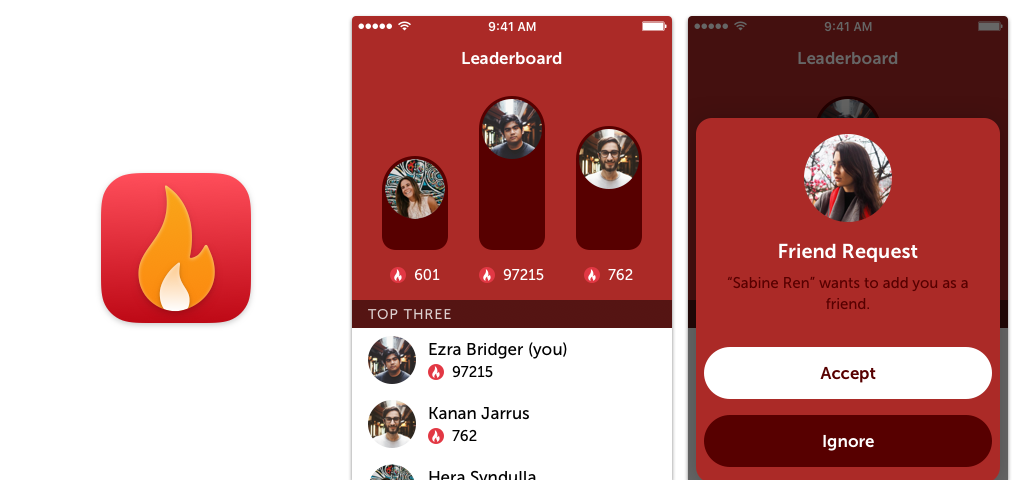 9:41 AM
Leaderboard
601
97215
762
TOP THREE
Ezra Bridger (you)
97215
Kanan Jarrus
762
Hera Syndulla
9:41 AM
Leaderboard
Friend Request
“Sabine Ren” wants to add you as a
friend.
Accept
Ignore